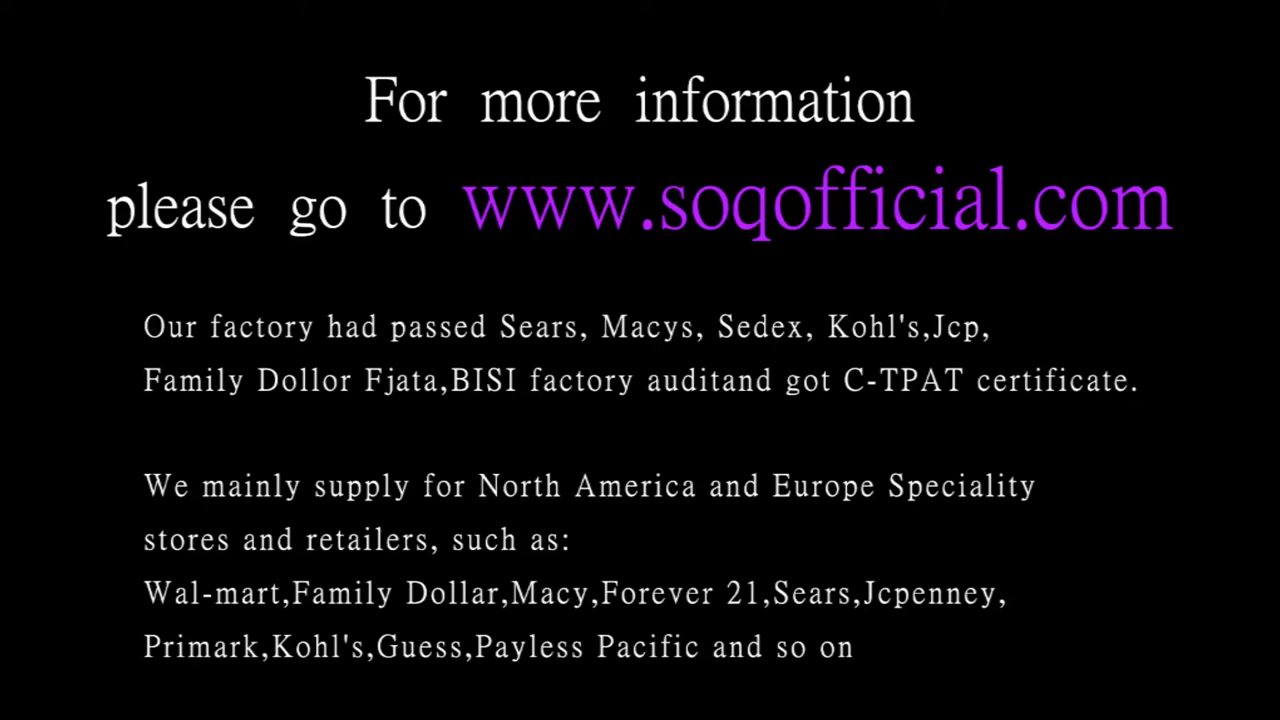 For more information
please go to www.soqofficial.com
Our factory had passed Sears, Macys, Sedex, Kohl's,Jcp,
Family Dollor Fjata,BISI factory auditand got C-TPAT certificate.
We mainly supply for North America and Europe Speciality
stores and retailers, such as:
Wal-mart,Family Dollar,Macy,Forever 21,Sears,Jcpenney,
Primark,Kohl's,Guess,Payless Pacific and so on